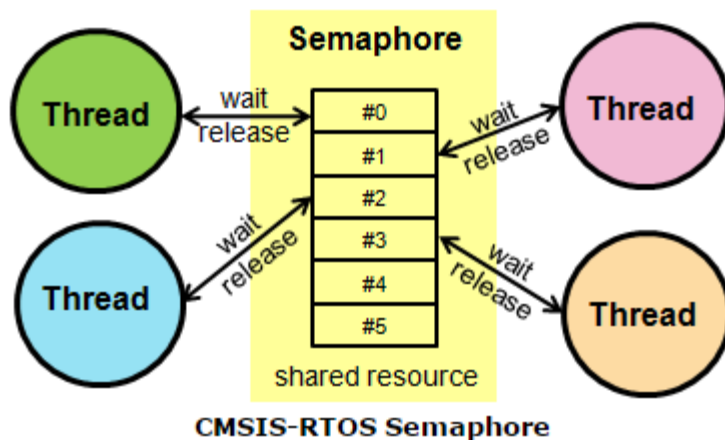 Semaphore
Thread
wait
release
#0
#1
#2
#3
#4
#5
wait
release
Thread
Thread
wait
release
wait
release
Thread
shared resource
CMSIS-RTOS Semaphore